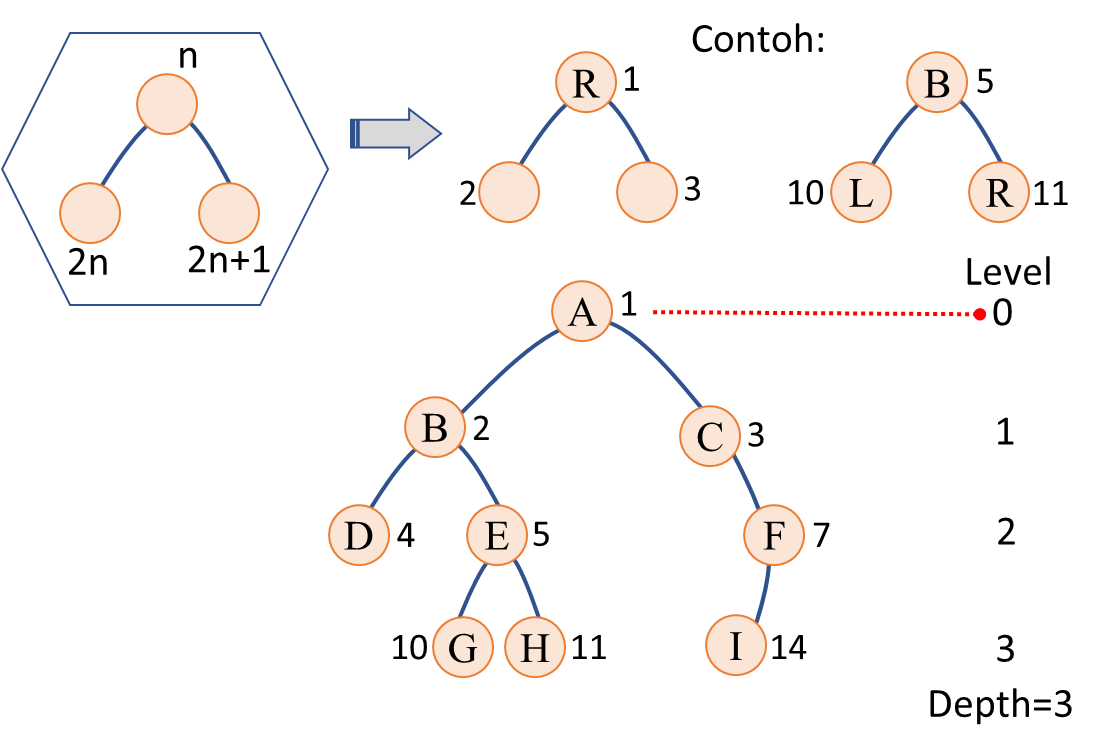 n
2n
2n+1
Contoh:
R 1
2
3
B 5
10 L
R 11
Level
A 1
0
B 2
C 3
1
D 4
E 5
F 7
2
10 G
H 11
I 14
3
Depth=3